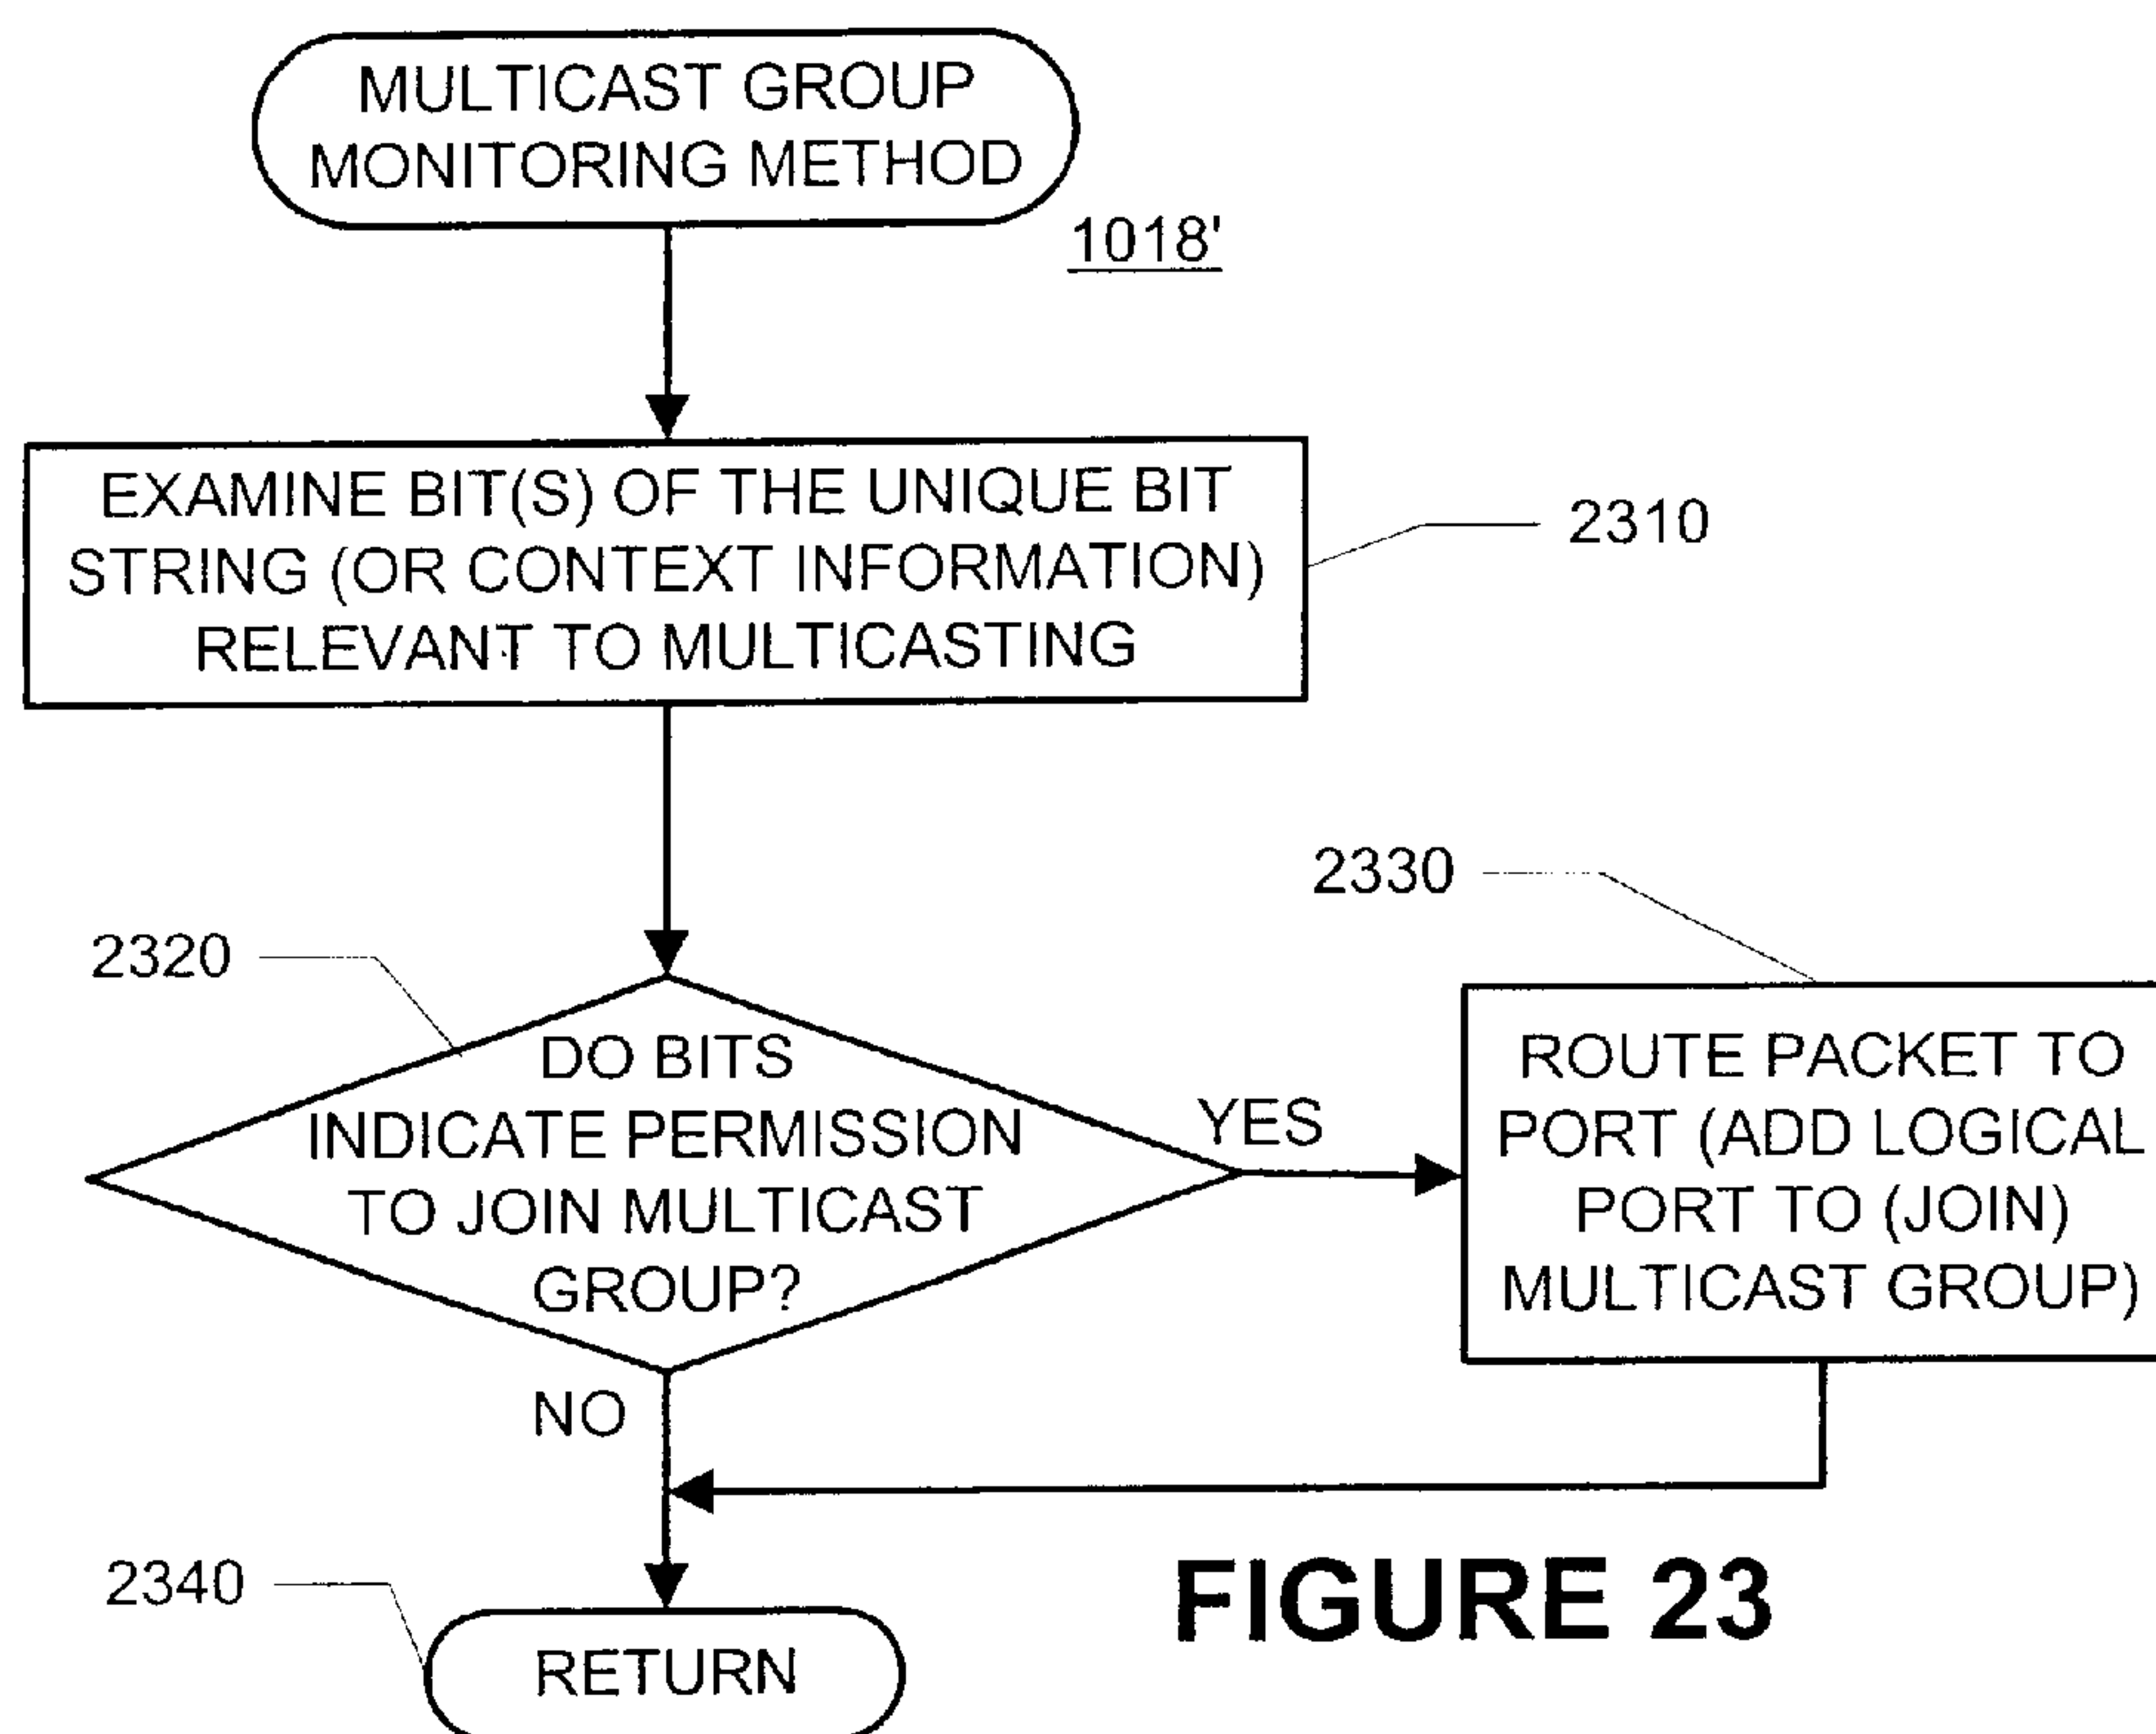 MULTICAST GROUP
MONITORING METHOD
1018'
EXAMINE BIT(S) OF THE UNIQUE BIT
STRING (OR CONTEXT INFORMATION)
RELEVANT TO MULTICASTING
2310
2320
DO BITS
INDICATE PERMISSION
TO JOIN MULTICAST
GROUP?
YES
2330
ROUTE PACKET TO
PORT (ADD LOGICAL
PORT TO (JOIN)
MULTICAST GROUP)
NO
2340
RETURN
FIGURE 23